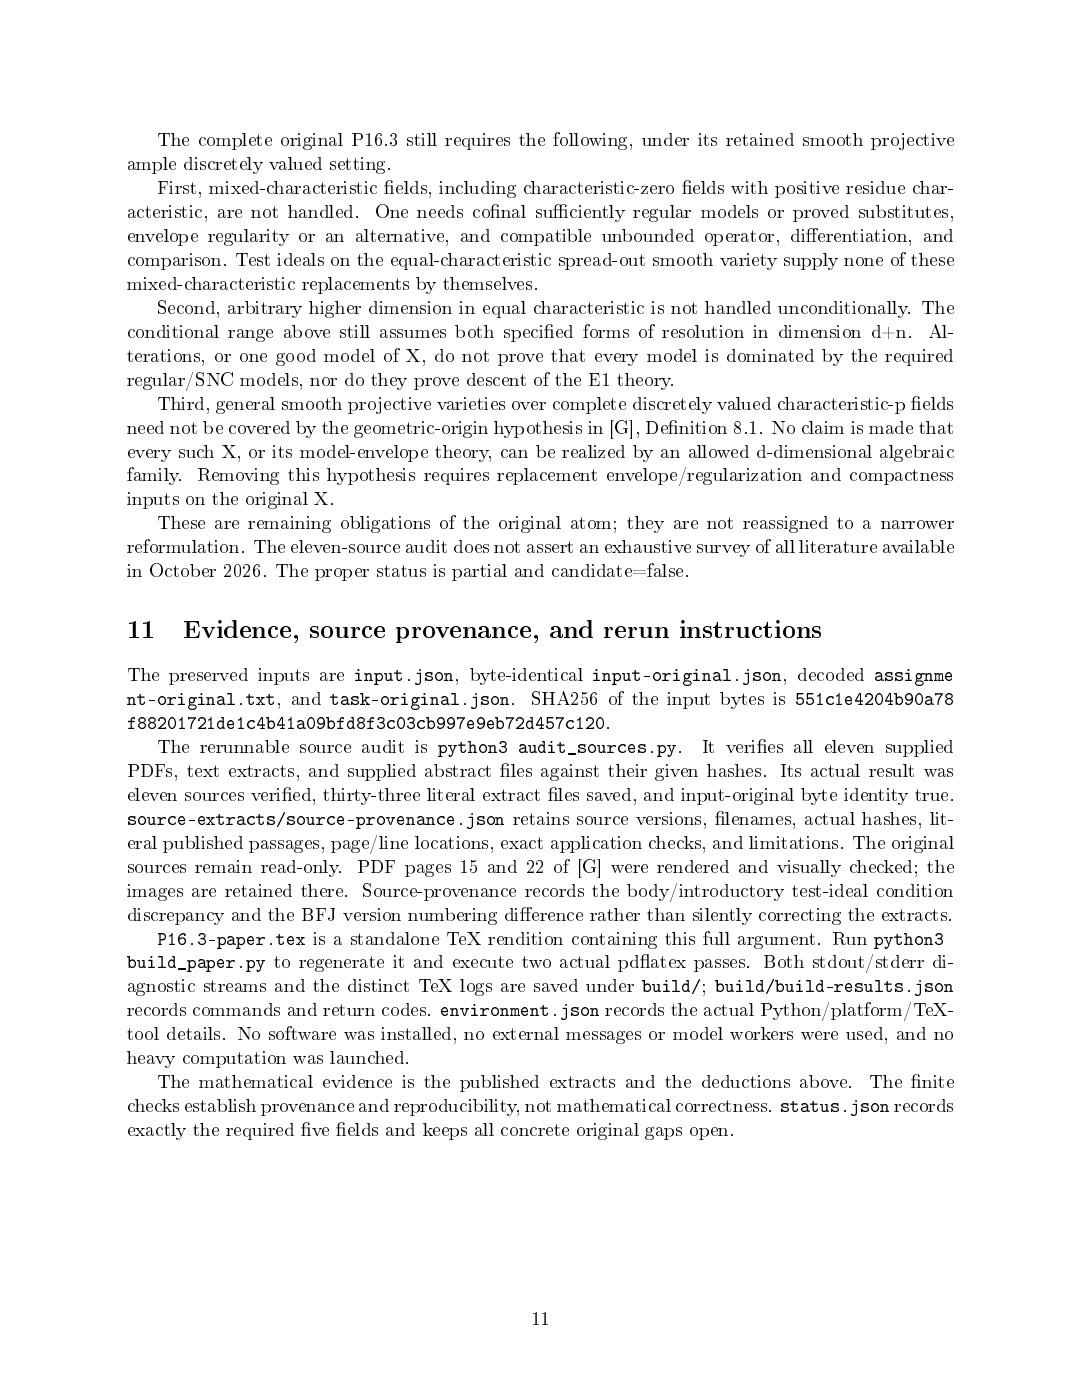 The complete original P16.3 still requires the following, under its retained smooth projective
ample discretely valued setting.
First, mixed-characteristic fields, including characteristic-zero fields with positive residue char-
acteristic, are not handled. One needs cofinal sufficiently regular models or proved substitutes,
envelope regularity or an alternative, and compatible unbounded operator, differentiation, and
comparison. Test ideals on the equal-characteristic spread-out smooth variety supply none of these
mixed-characteristic replacements by themselves.
Second, arbitrary higher dimension in equal characteristic is not handled unconditionally. The
conditional range above still assumes both specified forms of resolution in dimension d+n. Al-
terations, or one good model of X, do not prove that every model is dominated by the required
regular/SNC models, nor do they prove descent of the E1 theory.
Third, general smooth projective varieties over complete discretely valued characteristic-p fields
need not be covered by the geometric-origin hypothesis in [G], Definition 8.1. No claim is made that
every such X, or its model-envelope theory, can be realized by an allowed d-dimensional algebraic
family. Removing this hypothesis requires replacement envelope/regularization and compactness
inputs on the original X.
These are remaining obligations of the original atom; they are not reassigned to a narrower
reformulation. The eleven-source audit does not assert an exhaustive survey of all literature available
in October 2026. The proper status is partial and candidate=false.
11 Evidence, source provenance, and rerun instructions
The preserved inputs are input.json, byte-identical input-original.json, decoded assignme
nt-original.txt, and task-original.json. SHA256 of the input bytes is 551c1e4204b90a78
f88201721de1c4b41a09bfd8f3c03cb997e9eb72d457c120.
The rerunnable source audit is python3 audit_sources.py. It verifies all eleven supplied
PDFs, text extracts, and supplied abstract files against their given hashes. Its actual result was
eleven sources verified, thirty-three literal extract files saved, and input-original byte identity true.
source-extracts/source-provenance.json retains source versions, filenames, actual hashes, lit-
eral published passages, page/line locations, exact application checks, and limitations. The original
sources remain read-only. PDF pages 15 and 22 of [G] were rendered and visually checked; the
images are retained there. Source-provenance records the body/introductory test-ideal condition
discrepancy and the BFJ version numbering difference rather than silently correcting the extracts.
P16.3-paper.tex is a standalone TeX rendition containing this full argument. Run python3
build_paper.py to regenerate it and execute two actual pdflatex passes. Both stdout/stderr di-
agnostic streams and the distinct TeX logs are saved under build/; build/build-results.json
records commands and return codes. environment.json records the actual Python/platform/TeX-
tool details. No software was installed, no external messages or model workers were used, and no
heavy computation was launched.
The mathematical evidence is the published extracts and the deductions above. The finite
checks establish provenance and reproducibility, not mathematical correctness. status.json records
exactly the required five fields and keeps all concrete original gaps open.
11